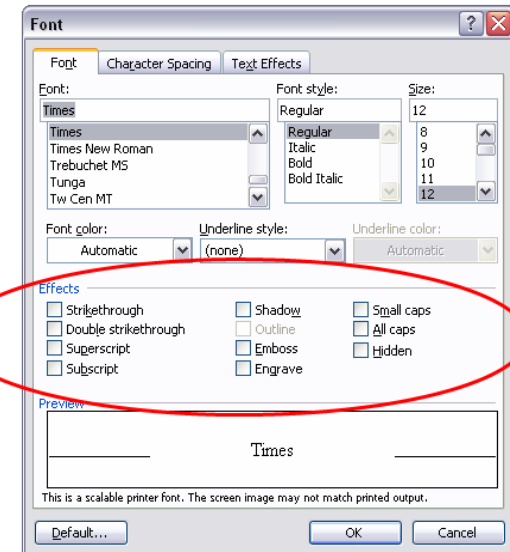 Font
Font Character Spacing Text Effects
Font: Font style: Size:
Times Regular 12
Times Regular 8
Times New Roman Italic 9
Trebuchet MS Bold 10
Tunga Bold Italic 11
Tw Cen MT 12
Font color: Underline style: Underline color:
Automatic (none) Automatic
Effects
Strikethrough Shadow Small caps
Double strikethrough Outline All caps
Superscript Emboss Hidden
Subscript Engrave
Preview
Times
This is a scalable printer font. The screen image may not match printed output.
Default... OK Cancel